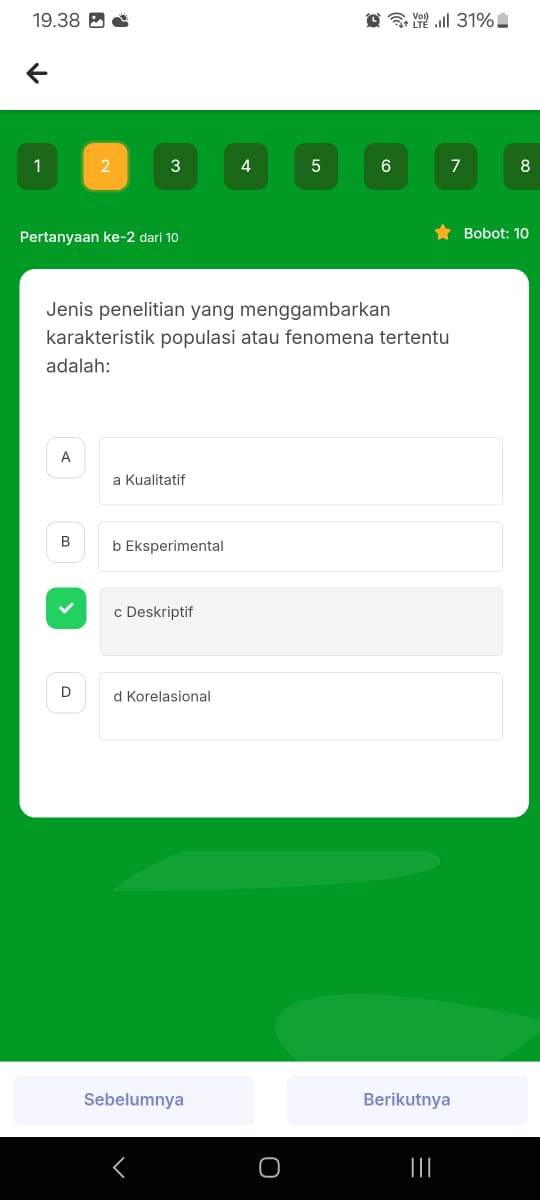 19.38 Vo)) LTE 31%
1 2 3 4 5 6 7 8
Pertanyaan ke-2 dari 10 Bobot: 10
Jenis penelitian yang menggambarkan
karakteristik populasi atau fenomena tertentu
adalah:
A
a Kualitatif
B b Eksperimental
c Deskriptif
D d Korelasional
Sebelumnya Berikutnya